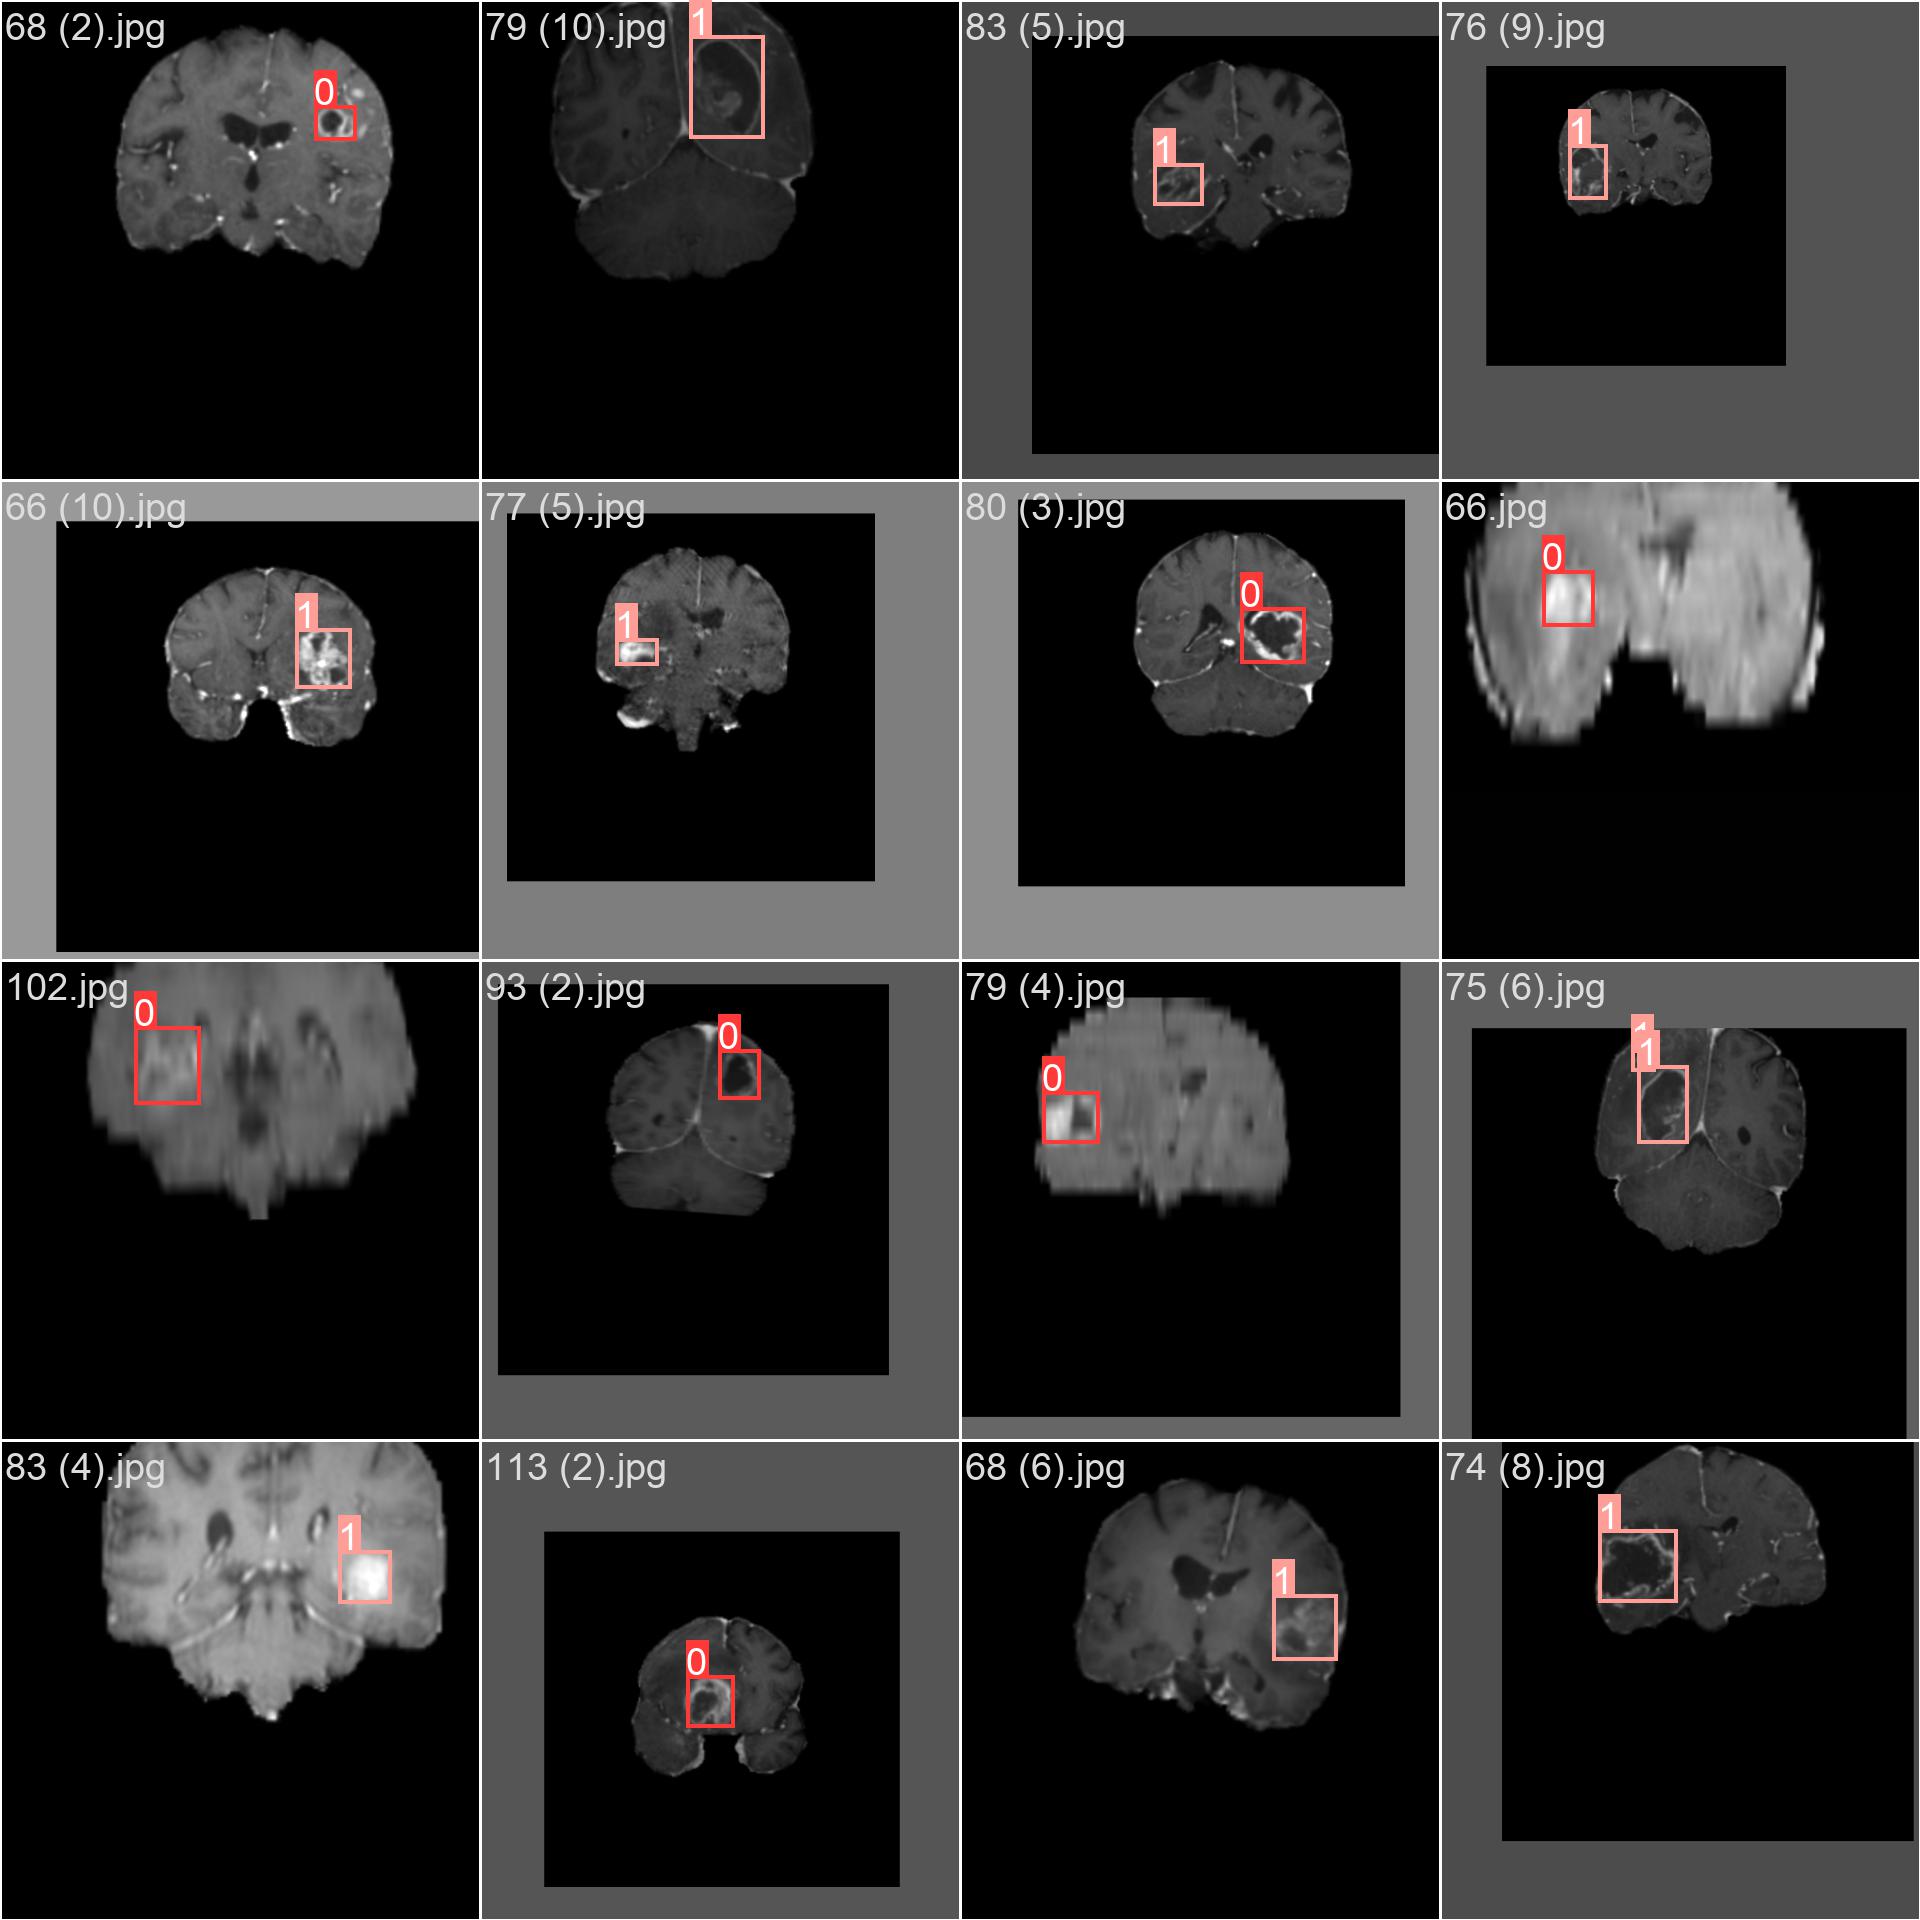 68 (2).jpg
0
79 (10).jpg
1
83 (5).jpg
1
76 (9).jpg
1
66 (10).jpg
1
77 (5).jpg
1
80 (3).jpg
0
66.jpg
0
102.jpg
0
93 (2).jpg
0
79 (4).jpg
0
75 (6).jpg
1
1
83 (4).jpg
1
113 (2).jpg
0
68 (6).jpg
1
74 (8).jpg
1